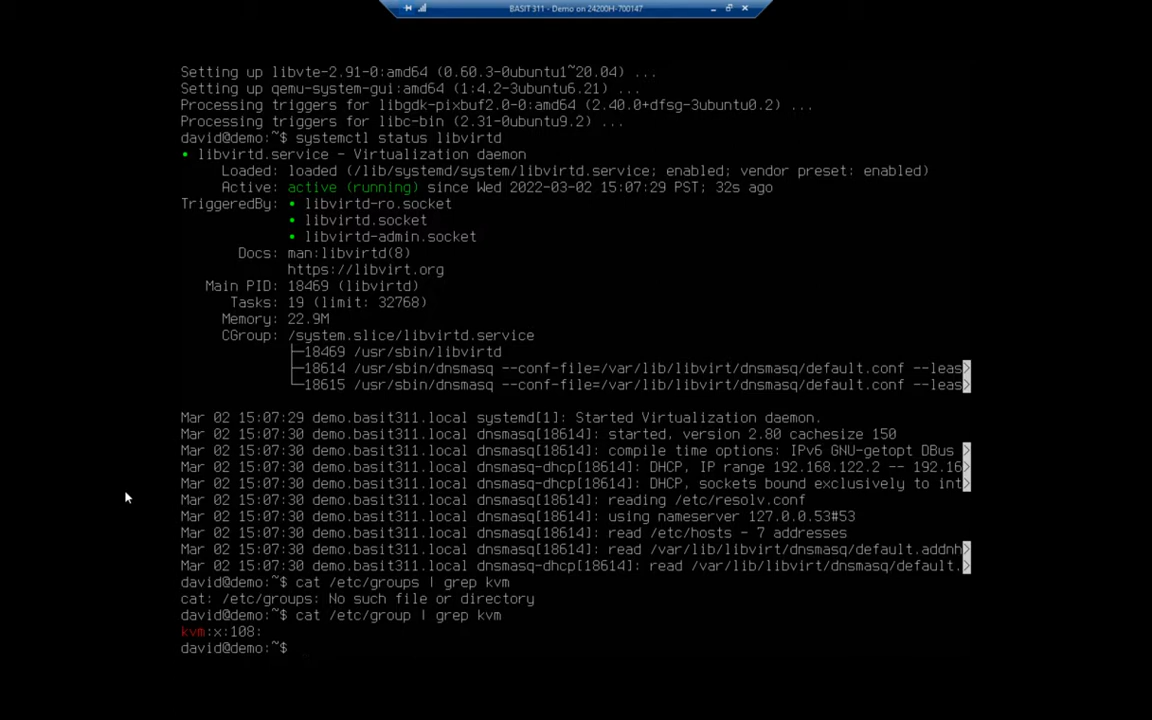 BASIT 311 - Demo on 24200H-700147
Setting up libvte-2.91-0:amd64 (0.60.3-0ubuntu1~20.04) ...
Setting up qemu-system-gui:amd64 (1:4.2-3ubuntu6.21) ...
Processing triggers for libgdk-pixbuf2.0-0:amd64 (2.40.0+dfsg-3ubuntu0.2) ...
Processing triggers for libc-bin (2.31-0ubuntu9.2) ...
david@demo:~$ systemctl status libvirtd
● libvirtd.service - Virtualization daemon
Loaded: loaded (/lib/systemd/system/libvirtd.service; enabled; vendor preset: enabled)
Active: active (running) since Wed 2022-03-02 15:07:29 PST; 32s ago
TriggeredBy: ● libvirtd-ro.socket
● libvirtd.socket
● libvirtd-admin.socket
Docs: man:libvirtd(8)
https://libvirt.org
Main PID: 18469 (libvirtd)
Tasks: 19 (limit: 32768)
Memory: 22.9M
CGroup: /system.slice/libvirtd.service
├─18469 /usr/sbin/libvirtd
├─18614 /usr/sbin/dnsmasq --conf-file=/var/lib/libvirt/dnsmasq/default.conf --leas>
└─18615 /usr/sbin/dnsmasq --conf-file=/var/lib/libvirt/dnsmasq/default.conf --leas>
Mar 02 15:07:29 demo.basit311.local systemd[1]: Started Virtualization daemon.
Mar 02 15:07:30 demo.basit311.local dnsmasq[18614]: started, version 2.80 cachesize 150
Mar 02 15:07:30 demo.basit311.local dnsmasq[18614]: compile time options: IPv6 GNU-getopt DBus >
Mar 02 15:07:30 demo.basit311.local dnsmasq-dhcp[18614]: DHCP, IP range 192.168.122.2 -- 192.16>
Mar 02 15:07:30 demo.basit311.local dnsmasq-dhcp[18614]: DHCP, sockets bound exclusively to int>
Mar 02 15:07:30 demo.basit311.local dnsmasq[18614]: reading /etc/resolv.conf
Mar 02 15:07:30 demo.basit311.local dnsmasq[18614]: using nameserver 127.0.0.53#53
Mar 02 15:07:30 demo.basit311.local dnsmasq[18614]: read /etc/hosts - 7 addresses
Mar 02 15:07:30 demo.basit311.local dnsmasq[18614]: read /var/lib/libvirt/dnsmasq/default.addnh>
Mar 02 15:07:30 demo.basit311.local dnsmasq-dhcp[18614]: read /var/lib/libvirt/dnsmasq/default.>
david@demo:~$ cat /etc/groups | grep kvm
cat: /etc/groups: No such file or directory
david@demo:~$ cat /etc/group | grep kvm
kvm:x:108:
david@demo:~$